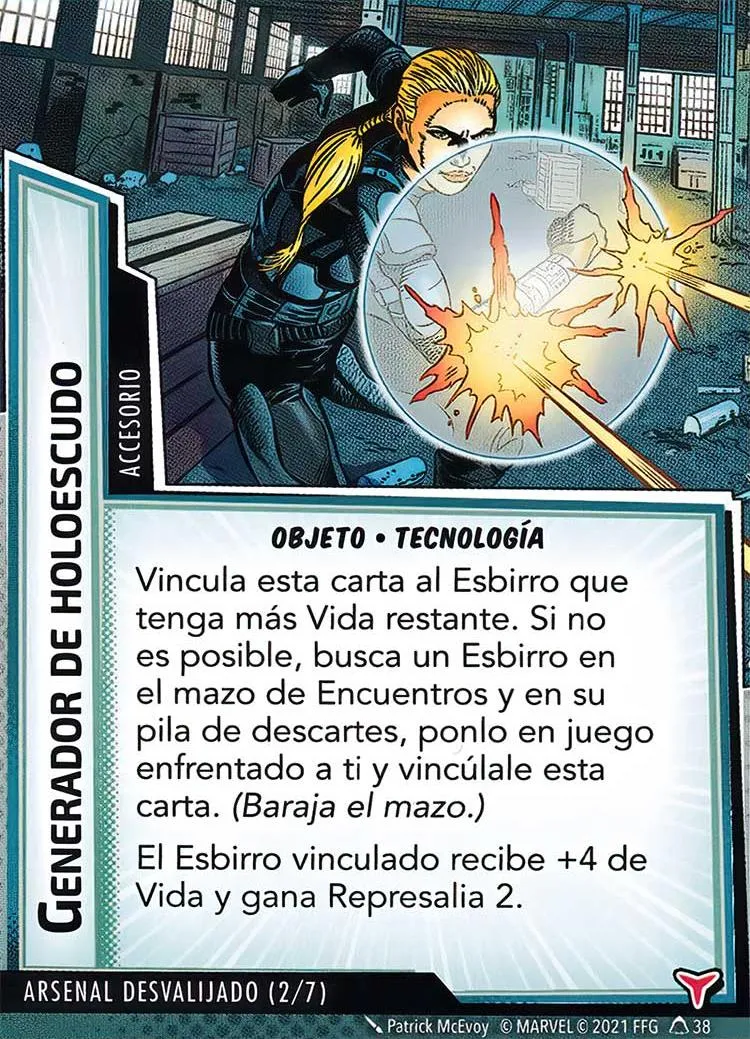 GENERADOR DE HOLOESCUDO
ACCESORIO
OBJETO • TECNOLOGÍA
Vincula esta carta al Esbirro que
tenga más Vida restante. Si no
es posible, busca un Esbirro en
el mazo de Encuentros y en su
pila de descartes, ponlo en juego
enfrentado a ti y vincúlale esta
carta. (Baraja el mazo.)
El Esbirro vinculado recibe +4 de
Vida y gana Represalia 2.
ARSENAL DESVALIJADO (2/7)
Patrick McEvoy © MARVEL © 2021 FFG 38